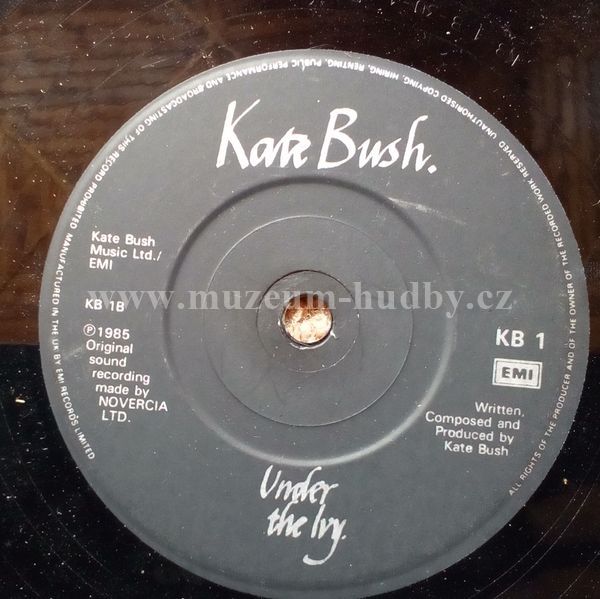 Kate Bush.
Kate Bush
Music Ltd./
EMI
KB 1B
℗1985
Original
sound
recording
made by
NOVERCIA
LTD.
KB 1
EMI
Written,
Composed and
Produced by
Kate Bush
Under
the Ivy.
MANUFACTURED IN THE UK BY EMI RECORDS LIMITED
ALL RIGHTS OF THE PRODUCER AND OF THE OWNER OF THE RECORDED WORK RESERVED UNAUTHORISED COPYING, HIRING, RENTING, PUBLIC PERFORMANCE AND BROADCASTING OF THIS RECORD PROHIBITED
www.muzeum-hudby.cz